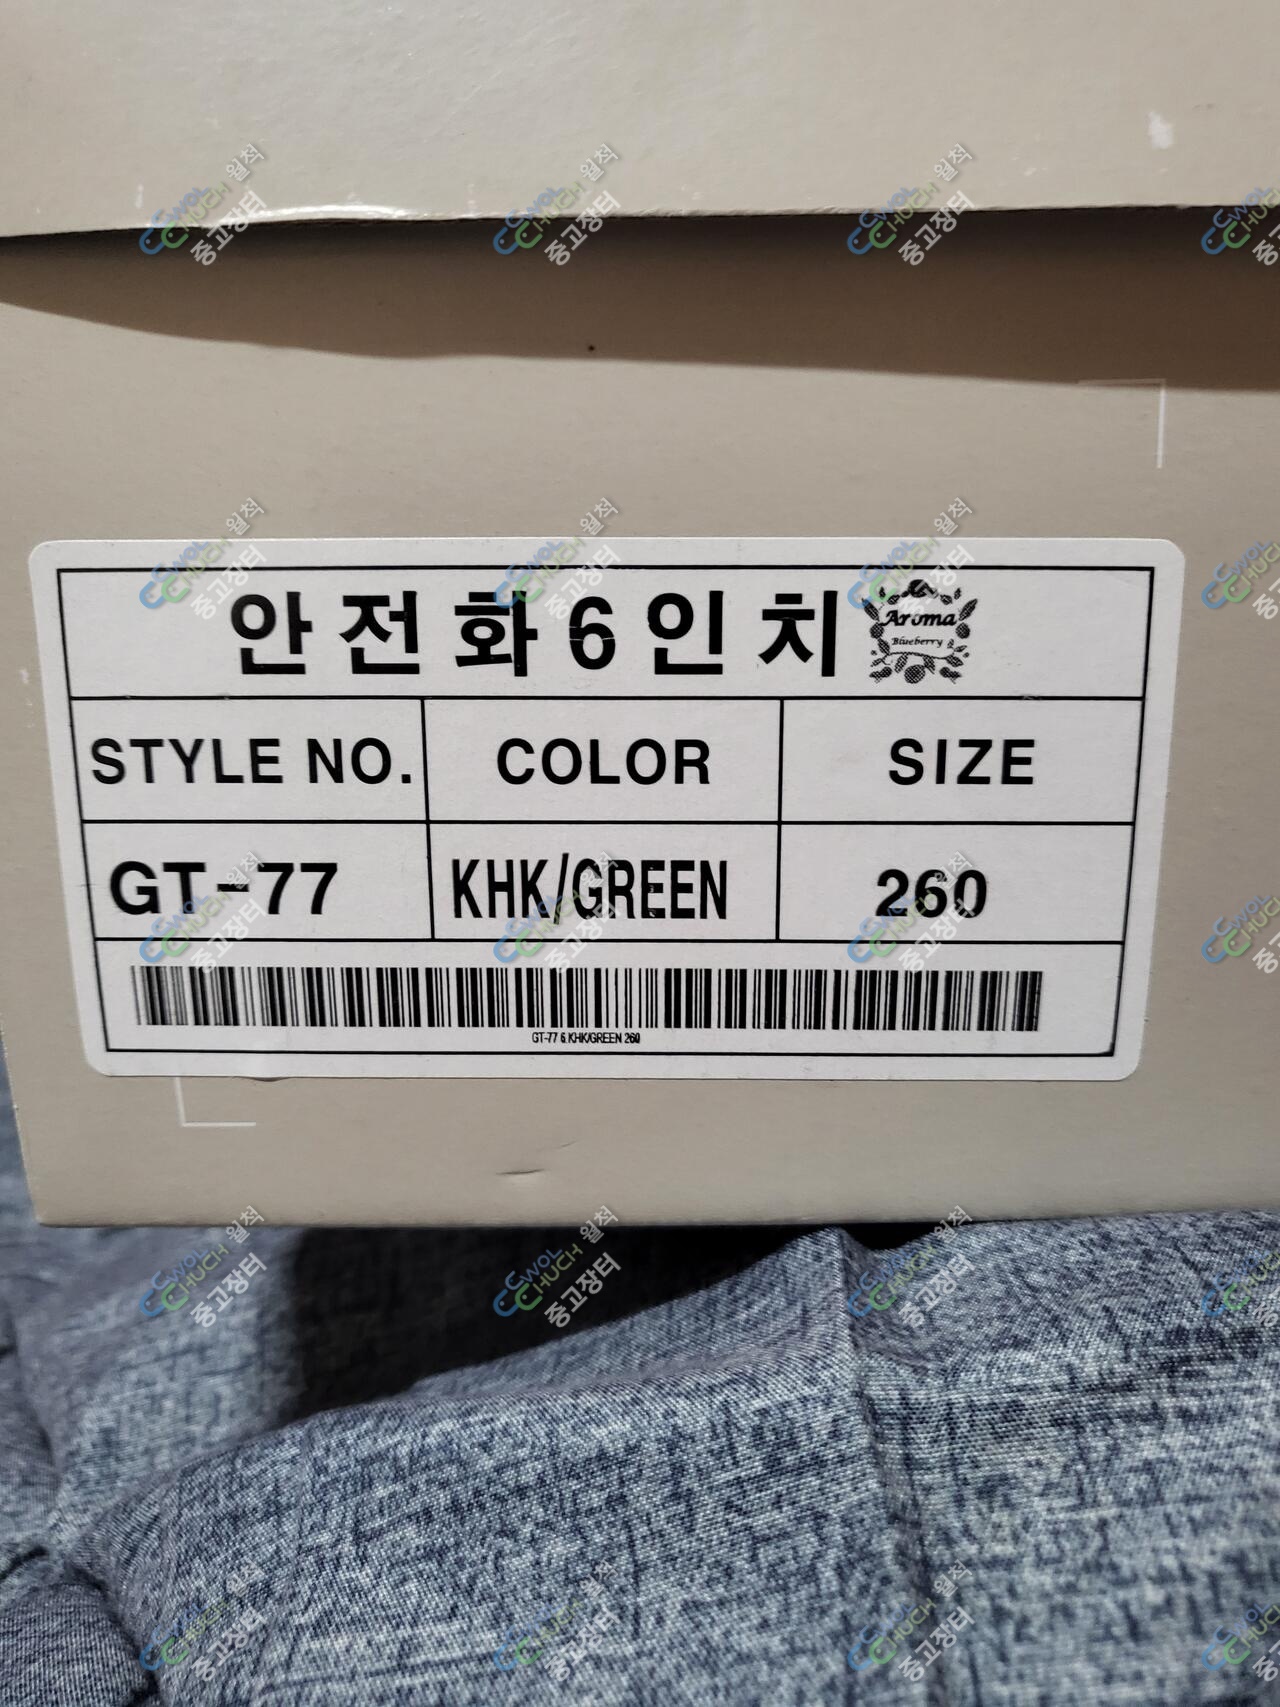 안전화6인치
Aroma
Blueberry
STYLE NO. COLOR SIZE
GT-77 KHK/GREEN 260
GT-77 6 KHK/GREEN 260
CWOL
CHUCH 월척
중고장터